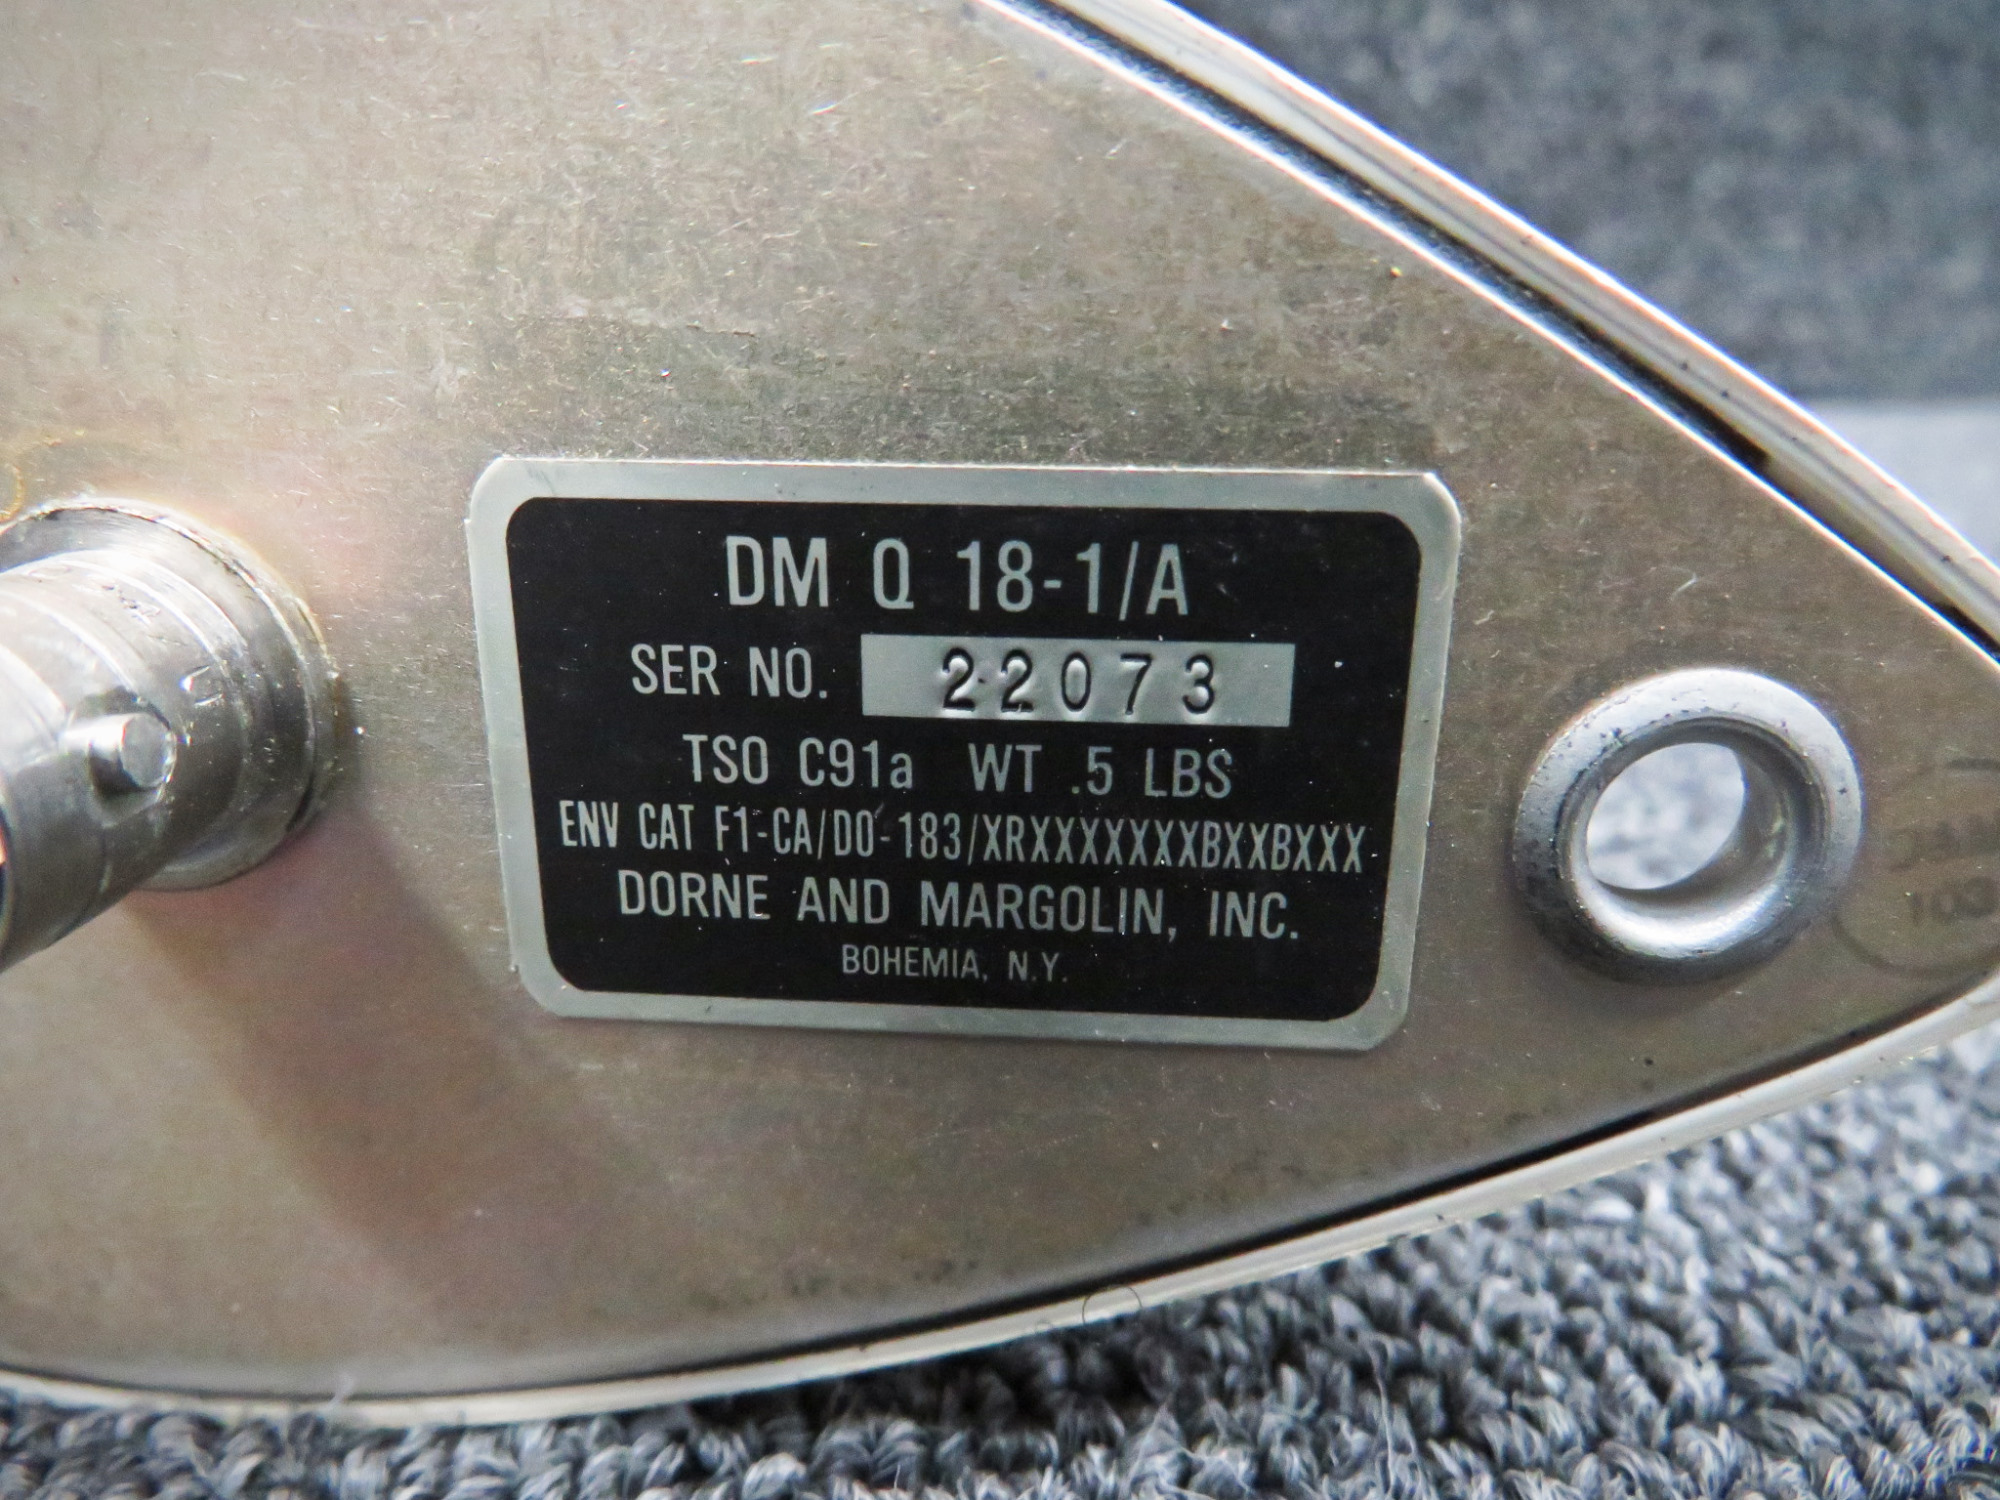 DM Q 18-1/A
SER NO. 22073
TSO C91a WT .5 LBS
ENV CAT F1-CA/DO-183/XRXXXXXXXBXXBXXX
DORNE AND MARGOLIN, INC.
BOHEMIA, N.Y.
103